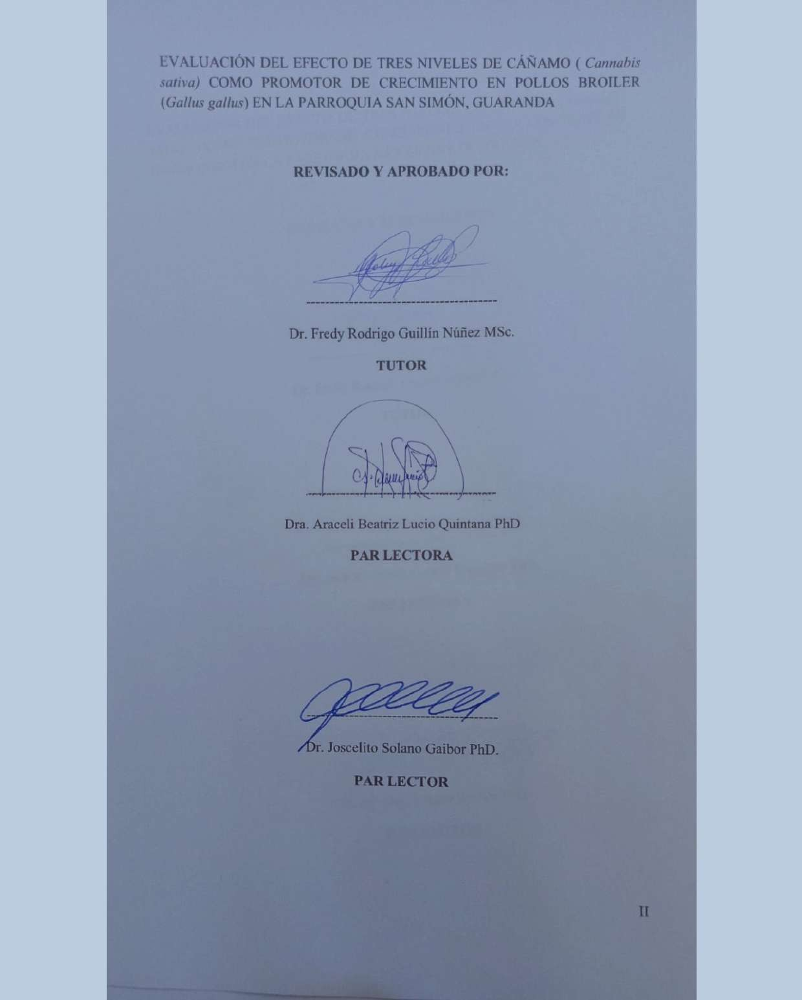 EVALUACIÓN DEL EFECTO DE TRES NIVELES DE CÁÑAMO ( Cannabis
sativa) COMO PROMOTOR DE CRECIMIENTO EN POLLOS BROILER
(Gallus gallus) EN LA PARROQUIA SAN SIMÓN, GUARANDA
REVISADO Y APROBADO POR:
Dr. Fredy Rodrigo Guillín Núñez MSc.
TUTOR
Dra. Araceli Beatriz Lucio Quintana PhD
PAR LECTORA
Dr. Joscelito Solano Gaibor PhD.
PAR LECTOR
II